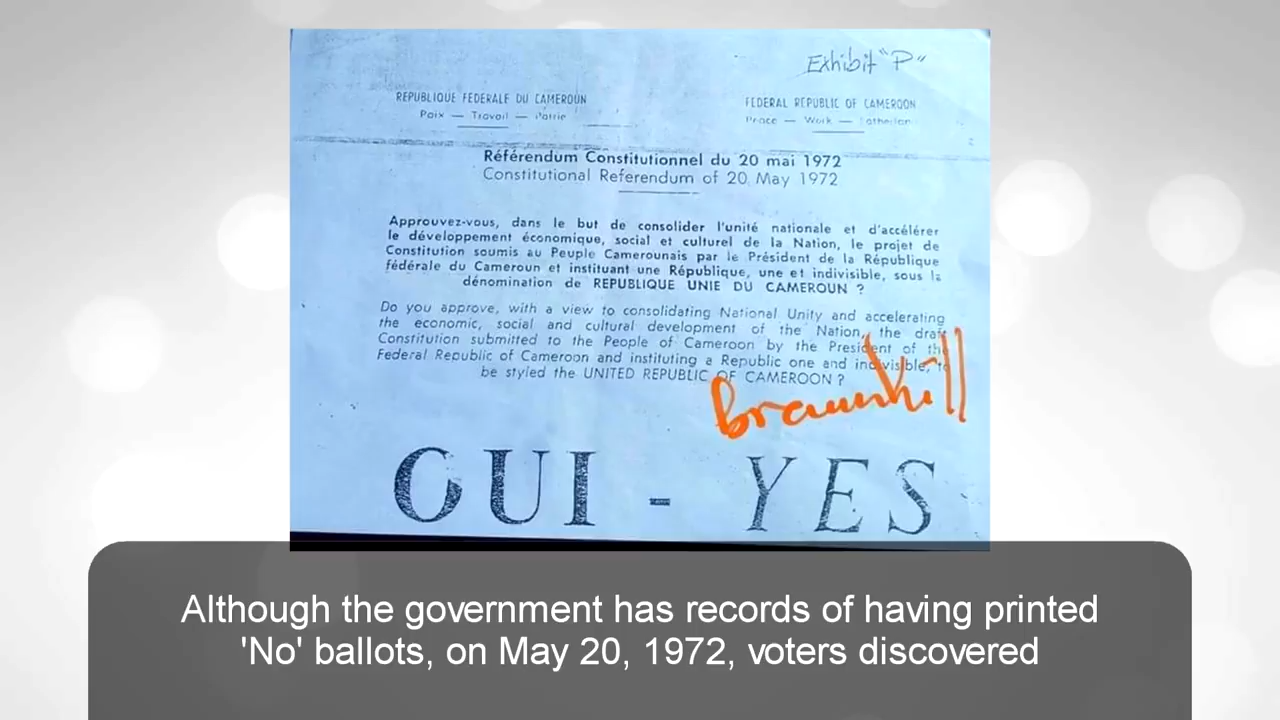 Exhibit "P"
REPUBLIQUE FEDERALE DU CAMEROUN
Paix — Travail — Patrie
FEDERAL REPUBLIC OF CAMEROON
Peace — Work — Fatherland
Référendum Constitutionnel du 20 mai 1972
Constitutional Referendum of 20 May 1972
Approuvez-vous, dans le but de consolider l'unité nationale et d'accélérer
le développement économique, social et culturel de la Nation, le projet de
Constitution soumis au Peuple Camerounais par le Président de la République
fédérale du Cameroun et instituant une République, une et indivisible, sous la
dénomination de REPUBLIQUE UNIE DU CAMEROUN ?
Do you approve, with a view to consolidating National Unity and accelerating
the economic, social and cultural development of the Nation, the draft
Constitution submitted to the People of Cameroon by the President of the
Federal Republic of Cameroon and instituting a Republic one and indivisible, to
be styled the UNITED REPUBLIC OF CAMEROON ?
OUI - YES
Although the government has records of having printed
'No' ballots, on May 20, 1972, voters discovered